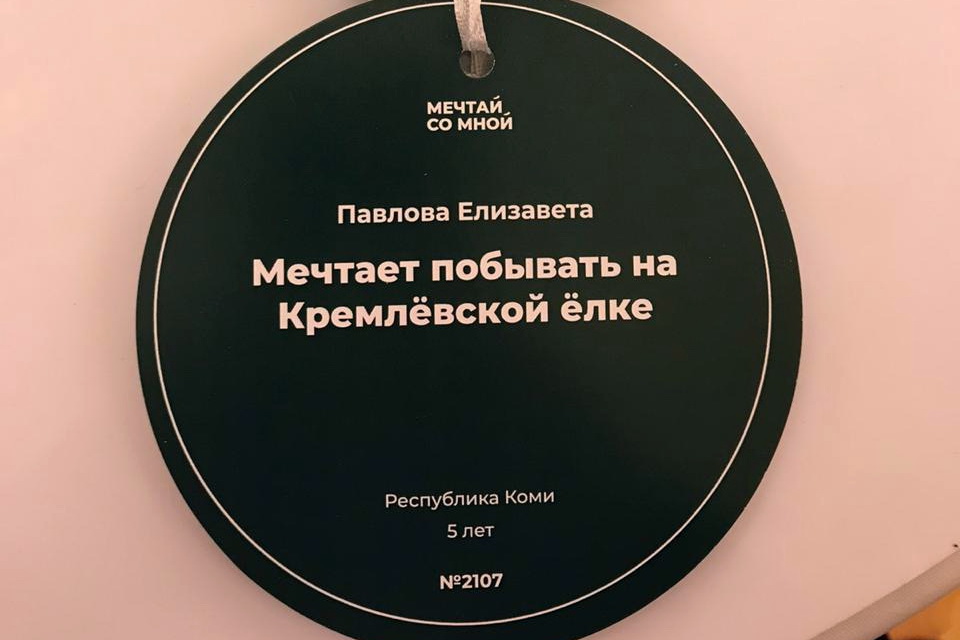 МЕЧТАЙ
СО МНОЙ
Павлова Елизавета
Мечтает побывать на
Кремлёвской ёлке
Республика Коми
5 лет
№2107